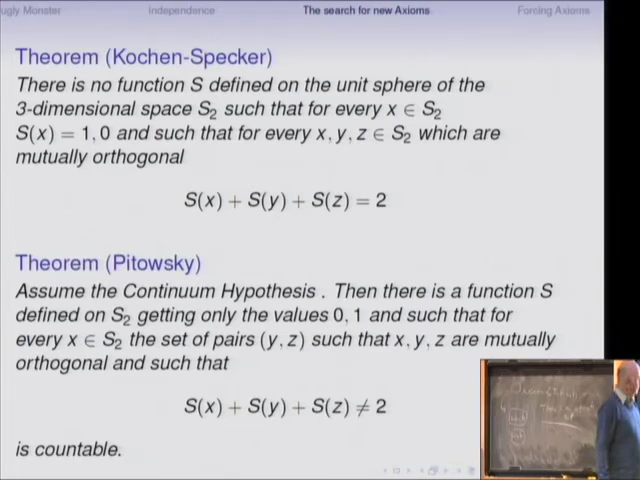 ugly Monster Independence The search for new Axioms Forcing Axioms
Theorem (Kochen-Specker)
There is no function S defined on the unit sphere of the
3-dimensional space S₂ such that for every x ∈ S₂
S(x) = 1, 0 and such that for every x, y, z ∈ S₂ which are
mutually orthogonal
S(x) + S(y) + S(z) = 2
Theorem (Pitowsky)
Assume the Continuum Hypothesis . Then there is a function S
defined on S₂ getting only the values 0, 1 and such that for
every x ∈ S₂ the set of pairs (y, z) such that x, y, z are mutually
orthogonal and such that
S(x) + S(y) + S(z) ≠ 2
is countable.